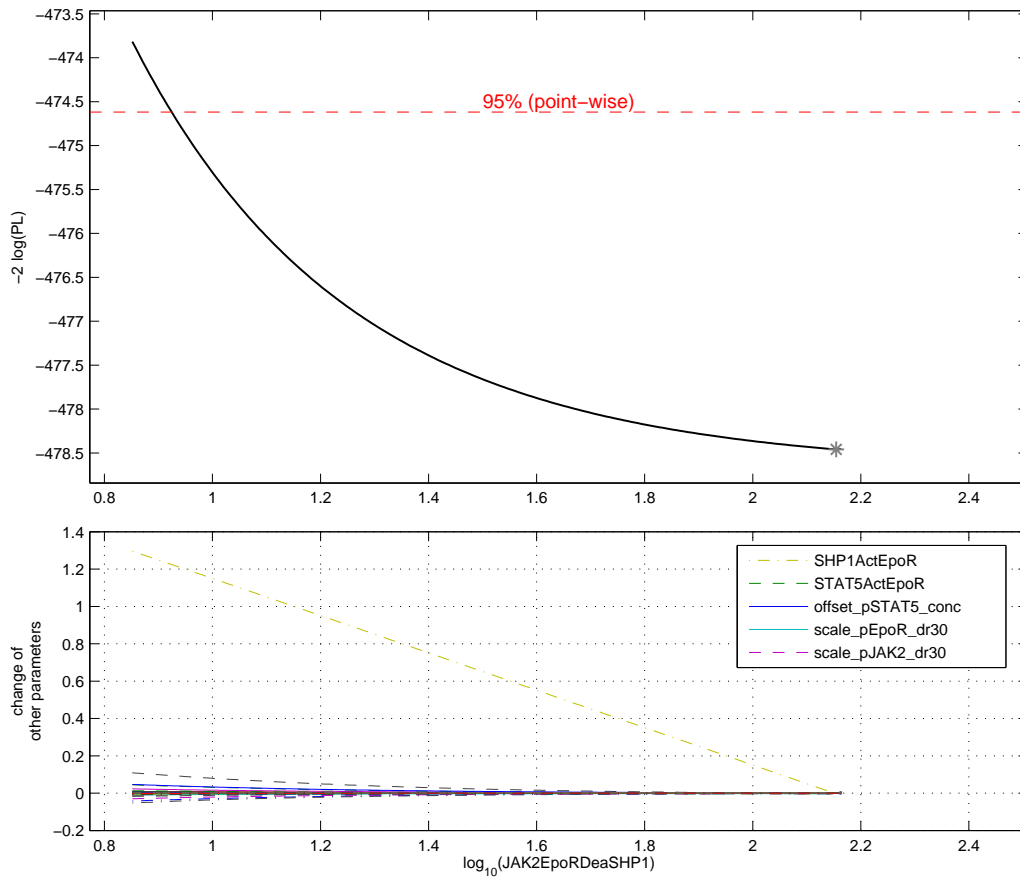 −473.5
−474
−474.5
−475
−475.5
−476
−476.5
−477
−477.5
−478
−478.5
−2 log(PL)
95% (point−wise)
0.8 1 1.2 1.4 1.6 1.8 2 2.2 2.4
1.4
1.2
1
0.8
0.6
0.4
0.2
0
−0.2
change of
other parameters
SHP1ActEpoR
STAT5ActEpoR
offset_pSTAT5_conc
scale_pEpoR_dr30
scale_pJAK2_dr30
0.8 1 1.2 1.4 1.6 1.8 2 2.2 2.4
log10(JAK2EpoRDeaSHP1)